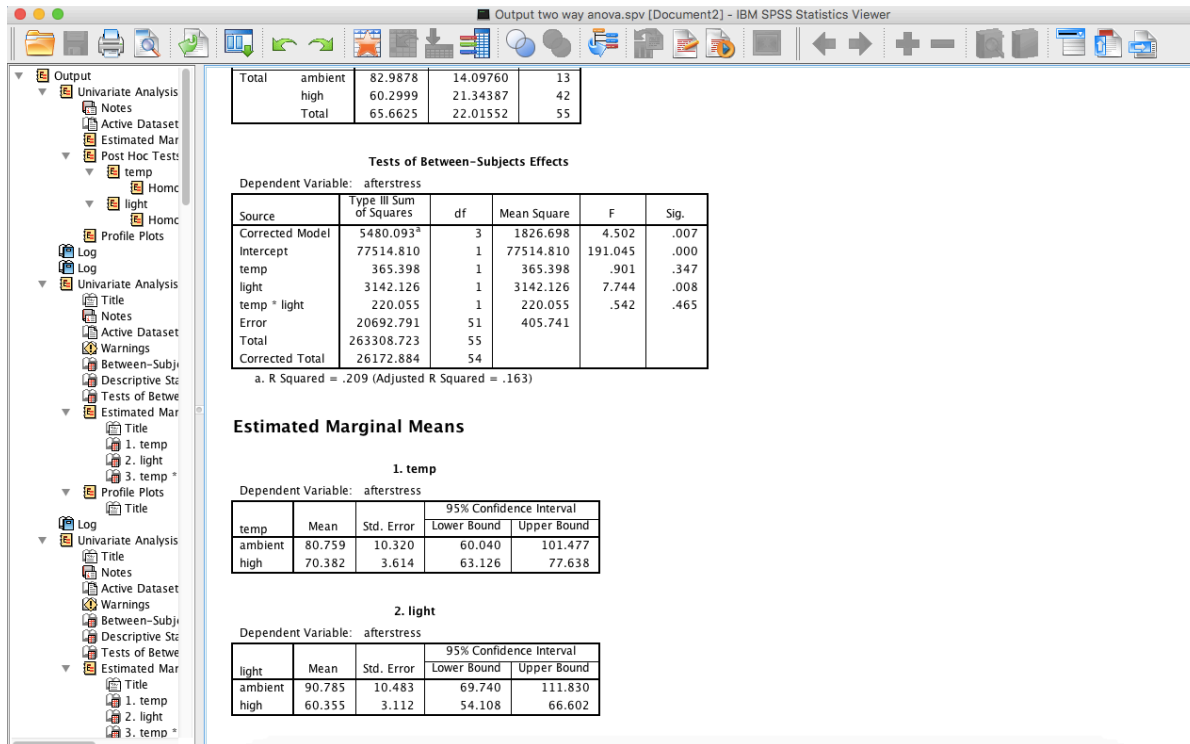 Output two way anova.spv [Document2] - IBM SPSS Statistics Viewer
Output
Univariate Analysis
Notes
Active Dataset
Estimated Mar
Post Hoc Tests
temp
Homo
light
Homo
Profile Plots
Log
Log
Univariate Analysis
Title
Notes
Active Dataset
Warnings
Between-Subje
Descriptive Sta
Tests of Betwe
Estimated Mar
Title
1. temp
2. light
3. temp *
Profile Plots
Title
Log
Univariate Analysis
Title
Notes
Active Dataset
Warnings
Between-Subje
Descriptive Sta
Tests of Betwe
Estimated Mar
Title
1. temp
2. light
3. temp *
Total ambient 82.9878 14.09760 13
high 60.2999 21.34387 42
Total 65.6625 22.01552 55
Tests of Between-Subjects Effects
Dependent Variable: afterstress
Source Type III Sum of Squares df Mean Square F Sig.
Corrected Model 5480.093a 3 1826.698 4.502 .007
Intercept 77514.810 1 77514.810 191.045 .000
temp 365.398 1 365.398 .901 .347
light 3142.126 1 3142.126 7.744 .008
temp * light 220.055 1 220.055 .542 .465
Error 20692.791 51 405.741
Total 263308.723 55
Corrected Total 26172.884 54
a. R Squared = .209 (Adjusted R Squared = .163)
Estimated Marginal Means
1. temp
Dependent Variable: afterstress
95% Confidence Interval
temp Mean Std. Error Lower Bound Upper Bound
ambient 80.759 10.320 60.040 101.477
high 70.382 3.614 63.126 77.638
2. light
Dependent Variable: afterstress
95% Confidence Interval
light Mean Std. Error Lower Bound Upper Bound
ambient 90.785 10.483 69.740 111.830
high 60.355 3.112 54.108 66.602